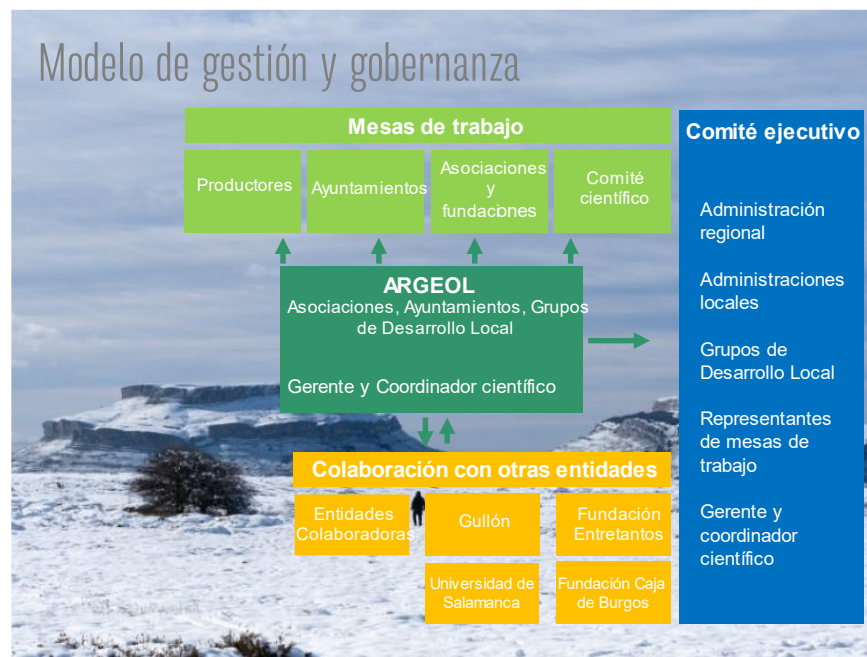 Modelo de gestión y gobernanza
Mesas de trabajo
Productores
Ayuntamientos
Asociaciones
y
fundaciones
Comité
científico
ARGEOL
Asociaciones, Ayuntamientos, Grupos
de Desarrollo Local
Gerente y Coordinador científico
Colaboración con otras entidades
Entidades
Colaboradoras
Gullón
Fundación
Entretantos
Universidad de
Salamanca
Fundación Caja
de Burgos
Comité ejecutivo
Administración
regional
Administraciones
locales
Grupos de
Desarrollo Local
Representantes
de mesas de
trabajo
Gerente y
coordinador
científico